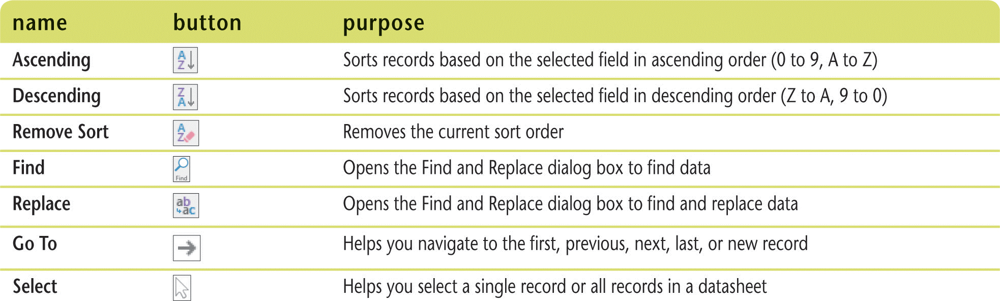 name button purpose
Ascending A Z Sorts records based on the selected field in ascending order (0 to 9, A to Z)
Descending Z A Sorts records based on the selected field in descending order (Z to A, 9 to 0)
Remove Sort A Z Removes the current sort order
Find Find Opens the Find and Replace dialog box to find data
Replace ab ac Opens the Find and Replace dialog box to find and replace data
Go To Helps you navigate to the first, previous, next, last, or new record
Select Helps you select a single record or all records in a datasheet